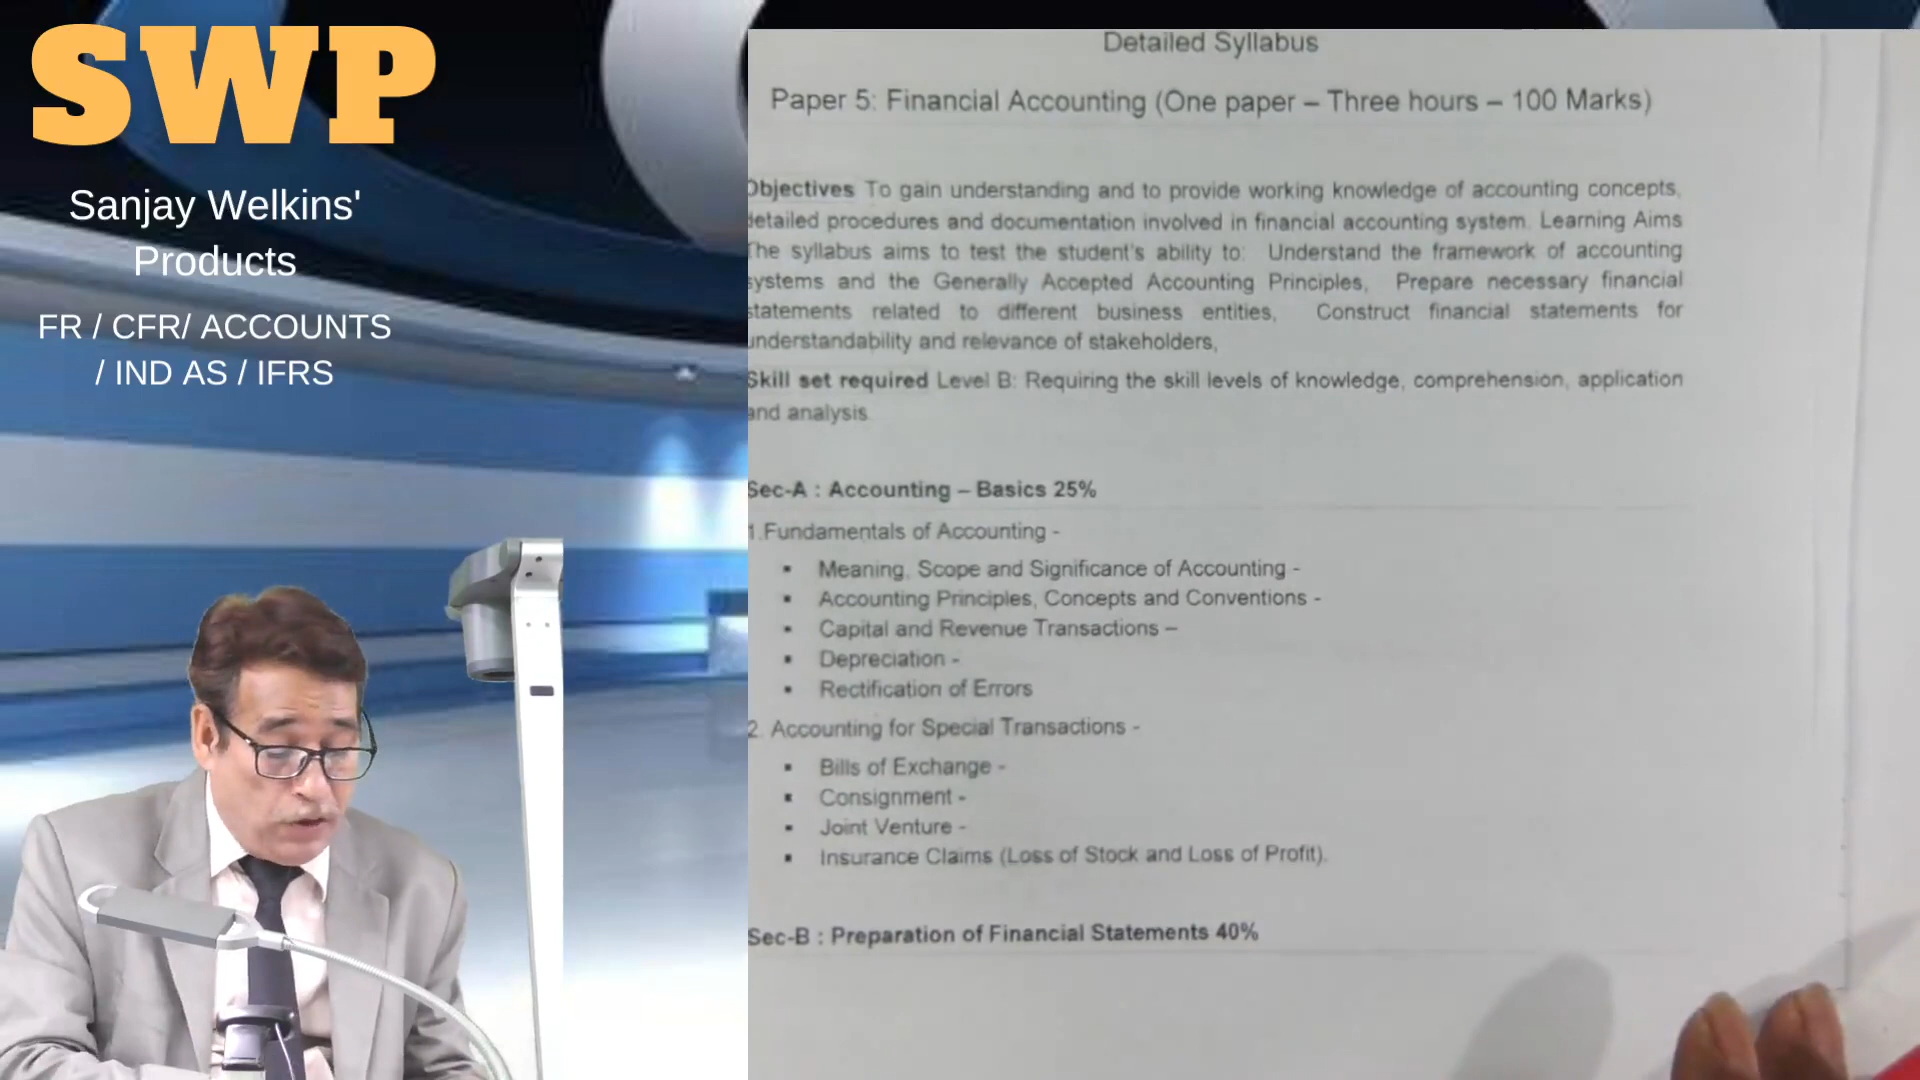 SWP
Sanjay Welkins'
Products
FR / CFR/ ACCOUNTS
/ IND AS / IFRS
Detailed Syllabus
Paper 5: Financial Accounting (One paper – Three hours – 100 Marks)
Objectives To gain understanding and to provide working knowledge of accounting concepts,
detailed procedures and documentation involved in financial accounting system. Learning Aims
The syllabus aims to test the student's ability to: Understand the framework of accounting
systems and the Generally Accepted Accounting Principles, Prepare necessary financial
statements related to different business entities, Construct financial statements for
understandability and relevance of stakeholders,
Skill set required Level B: Requiring the skill levels of knowledge, comprehension, application
and analysis.
Sec-A : Accounting – Basics 25%
1.Fundamentals of Accounting -
▪ Meaning, Scope and Significance of Accounting -
▪ Accounting Principles, Concepts and Conventions -
▪ Capital and Revenue Transactions –
▪ Depreciation -
▪ Rectification of Errors
2. Accounting for Special Transactions -
▪ Bills of Exchange -
▪ Consignment -
▪ Joint Venture -
▪ Insurance Claims (Loss of Stock and Loss of Profit).
Sec-B : Preparation of Financial Statements 40%